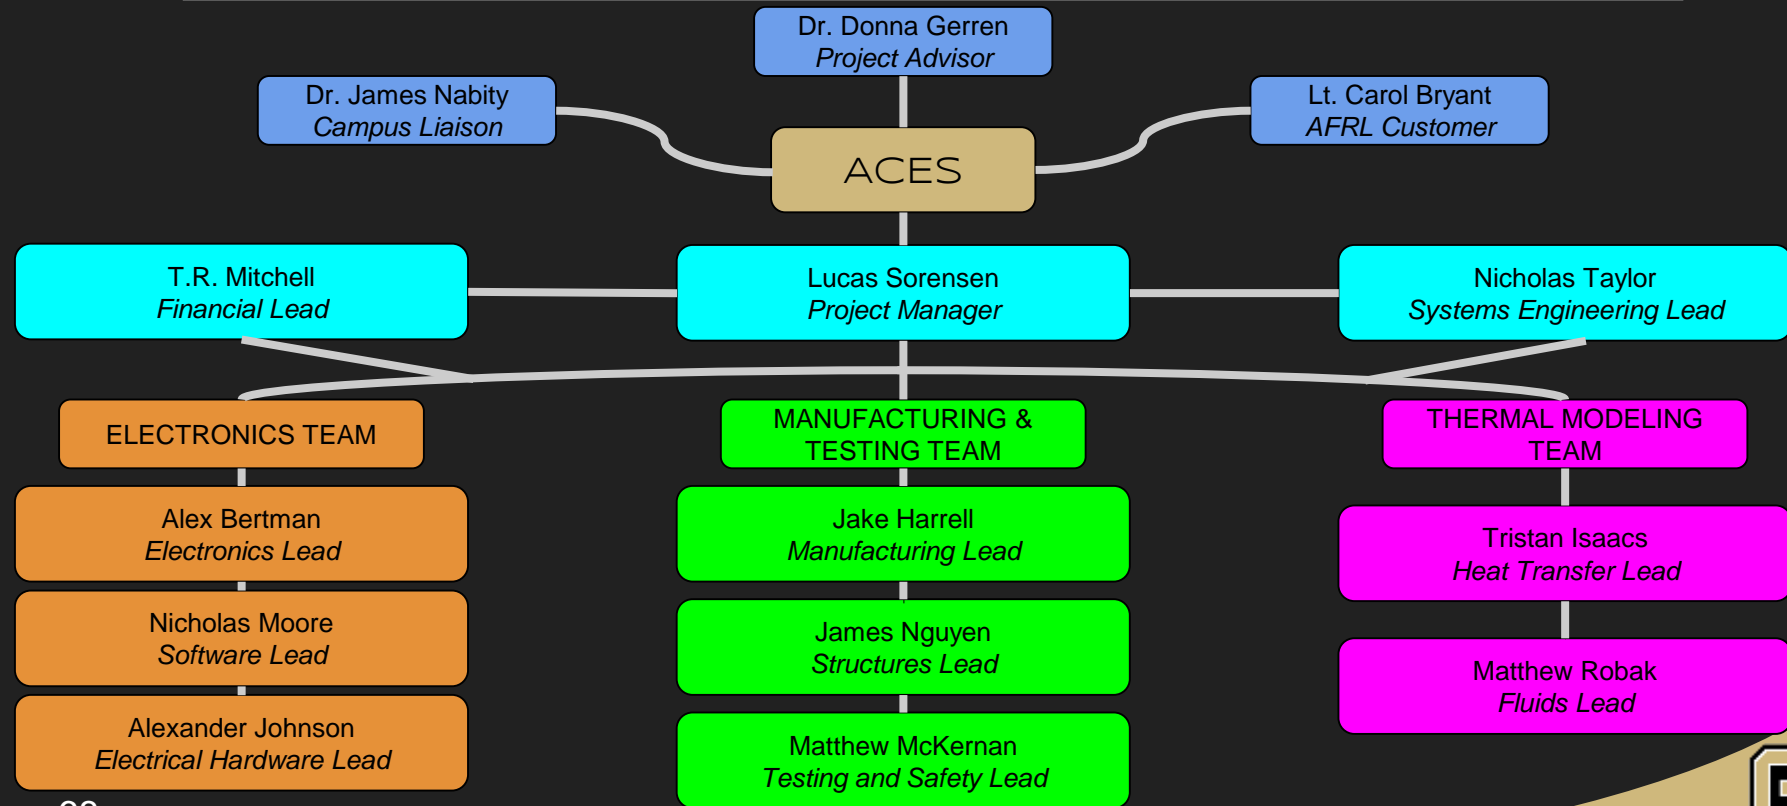 Dr. Donna Gerren
Project Advisor
Dr. James Nabity
Campus Liaison
Lt. Carol Bryant
AFRL Customer
ACES
T.R. Mitchell
Financial Lead
Lucas Sorensen
Project Manager
Nicholas Taylor
Systems Engineering Lead
ELECTRONICS TEAM
MANUFACTURING &
TESTING TEAM
THERMAL MODELING
TEAM
Alex Bertman
Electronics Lead
Jake Harrell
Manufacturing Lead
Tristan Isaacs
Heat Transfer Lead
Nicholas Moore
Software Lead
James Nguyen
Structures Lead
Matthew Robak
Fluids Lead
Alexander Johnson
Electrical Hardware Lead
Matthew McKernan
Testing and Safety Lead